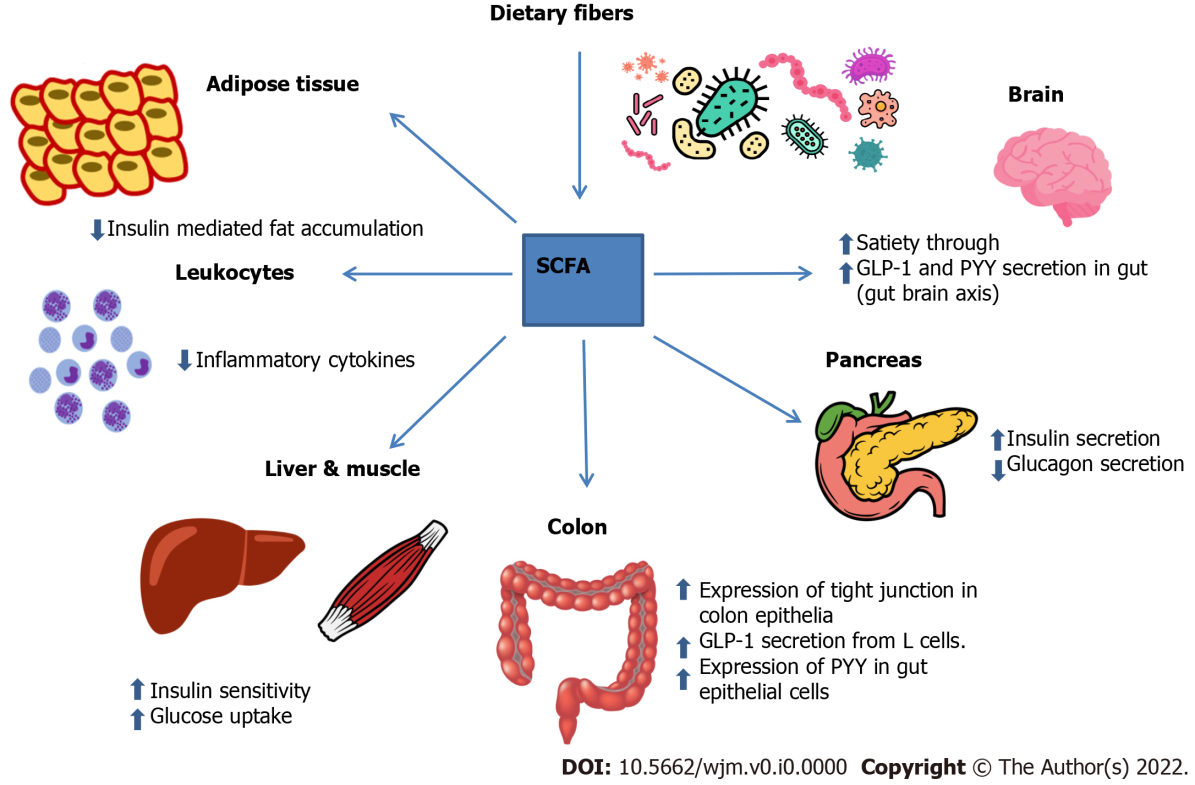 Dietary fibers
Adipose tissue
Brain
Insulin mediated fat accumulation
Satiety through
GLP-1 and PYY secretion in gut
(gut brain axis)
SCFA
Leukocytes
Inflammatory cytokines
Pancreas
Insulin secretion
Glucagon secretion
Liver & muscle
Insulin sensitivity
Glucose uptake
Colon
Expression of tight junction in
colon epithelia
GLP-1 secretion from L cells.
Expression of PYY in gut
epithelial cells
DOI: 10.5662/wjm.v0.i0.0000 Copyright © The Author(s) 2022.